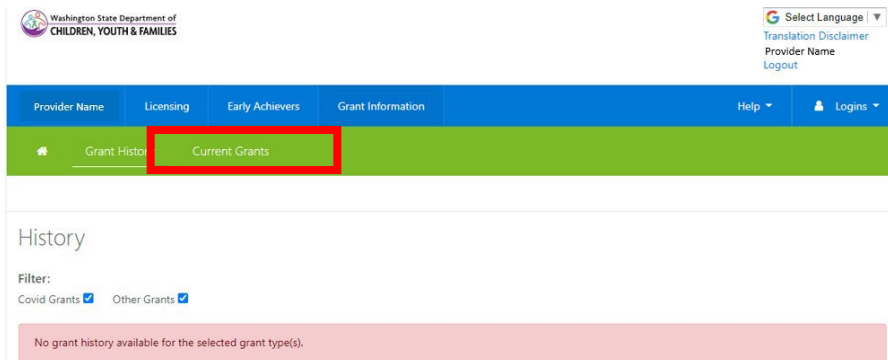 Washington State Department of
CHILDREN, YOUTH & FAMILIES
Select Language ▼
Translation Disclaimer
Provider Name
Logout
Provider Name Licensing Early Achievers Grant Information Help Logins
Grant History Current Grants
History
Filter:
Covid Grants Other Grants
No grant history available for the selected grant type(s).